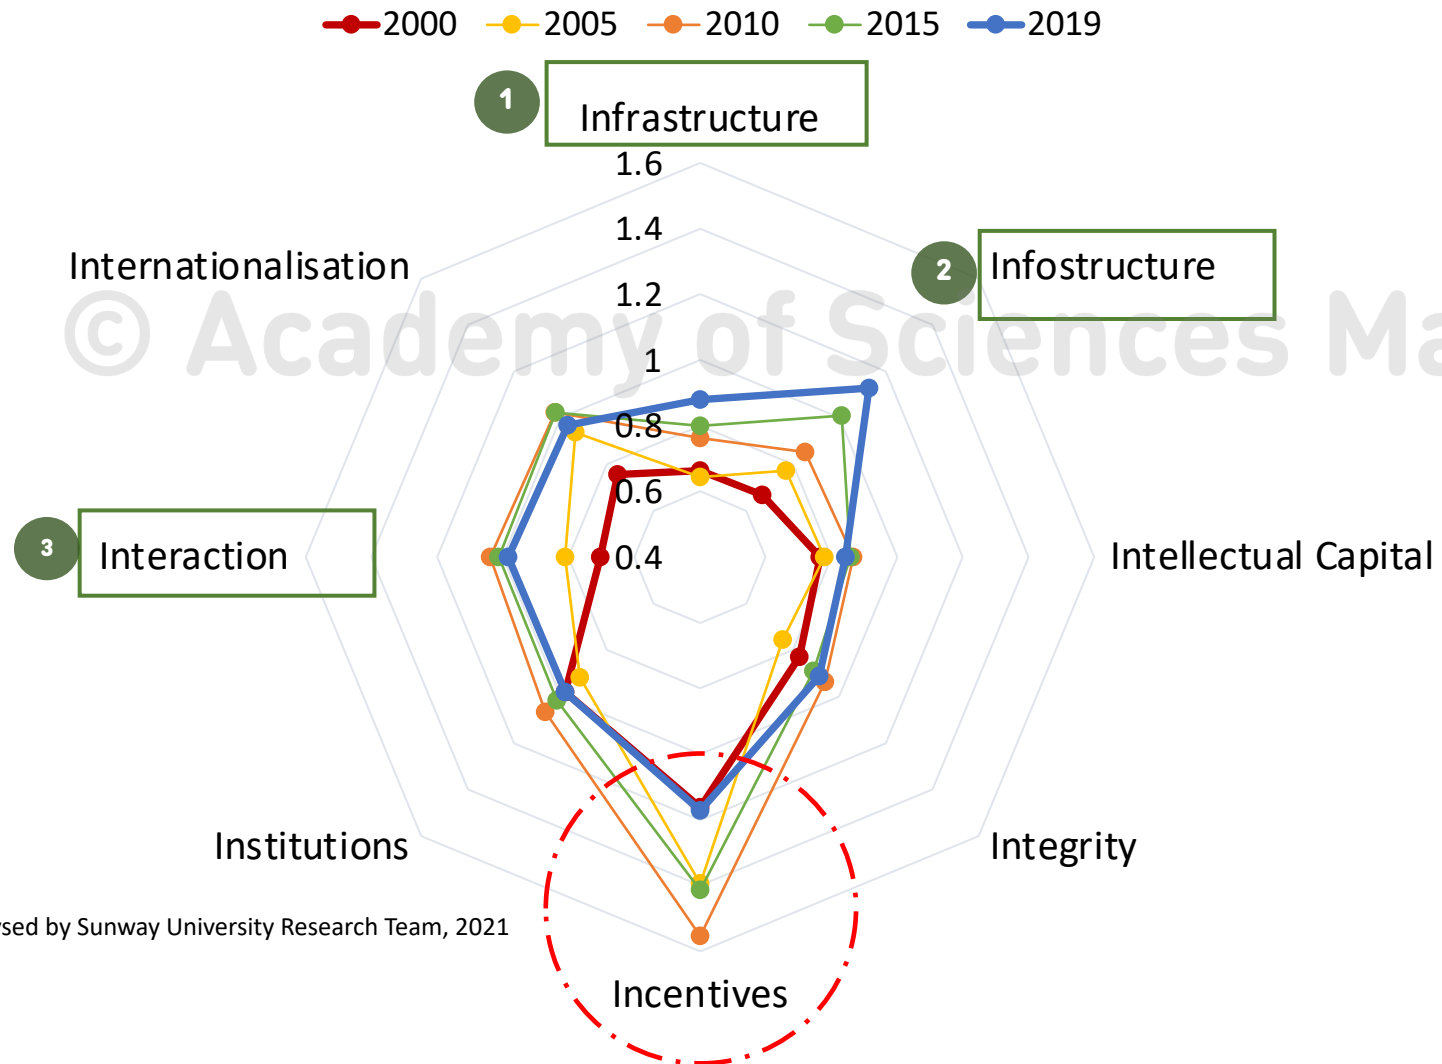 2000 2005 2010 2015 2019
1
Infrastructure
1.6
1.4
2
Infostructure
Internationalisation
1.2
© Academy of Sciences Ma
1
0.8
0.6
3
Interaction
0.4
Intellectual Capital
Institutions
Integrity
by Sunway University Research Team, 2021
Incentives